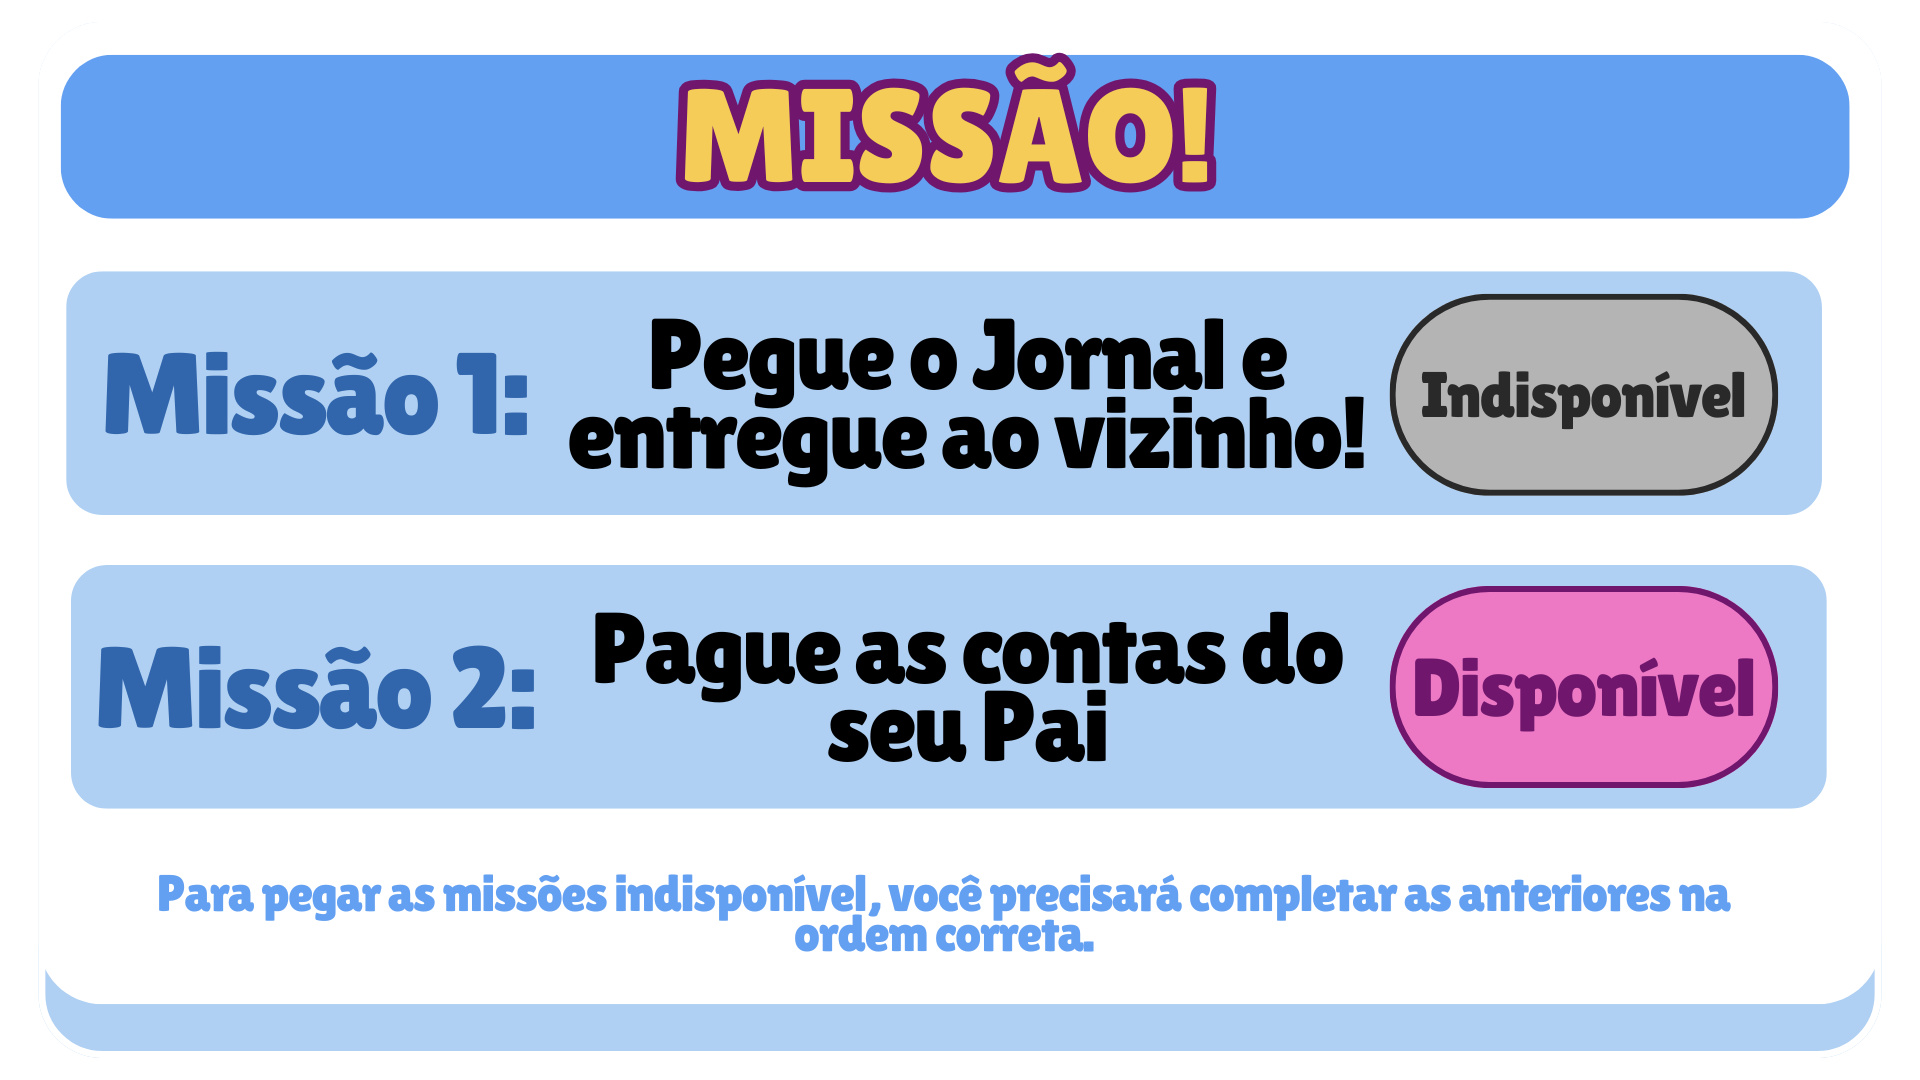 MISSÃO!
Missão 1:
Pegue o Jornal e
entregue ao vizinho!
Indisponível
Missão 2:
Pague as contas do
seu Pai
Disponível
Para pegar as missões indisponível, você precisará completar as anteriores na
ordem correta.